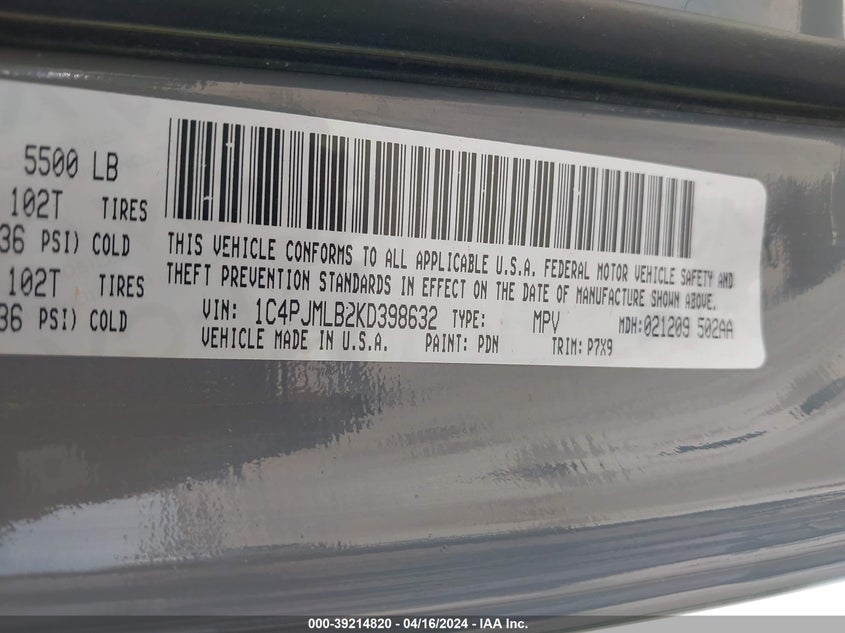 5500 LB
102T TIRES
36 PSI) COLD
102T TIRES
36 PSI) COLD
THIS VEHICLE CONFORMS TO ALL APPLICABLE U.S.A. FEDERAL MOTOR VEHICLE SAFETY AND
THEFT PREVENTION STANDARDS IN EFFECT ON THE DATE OF MANUFACTURE SHOWN ABOVE.
VIN: 1C4PJMLB2KD398632 TYPE: MPV MDH:021209 502AA
VEHICLE MADE IN U.S.A. PAINT: PDN TRIM: P7X9
000-39214820 - 04/16/2024 - IAA Inc.